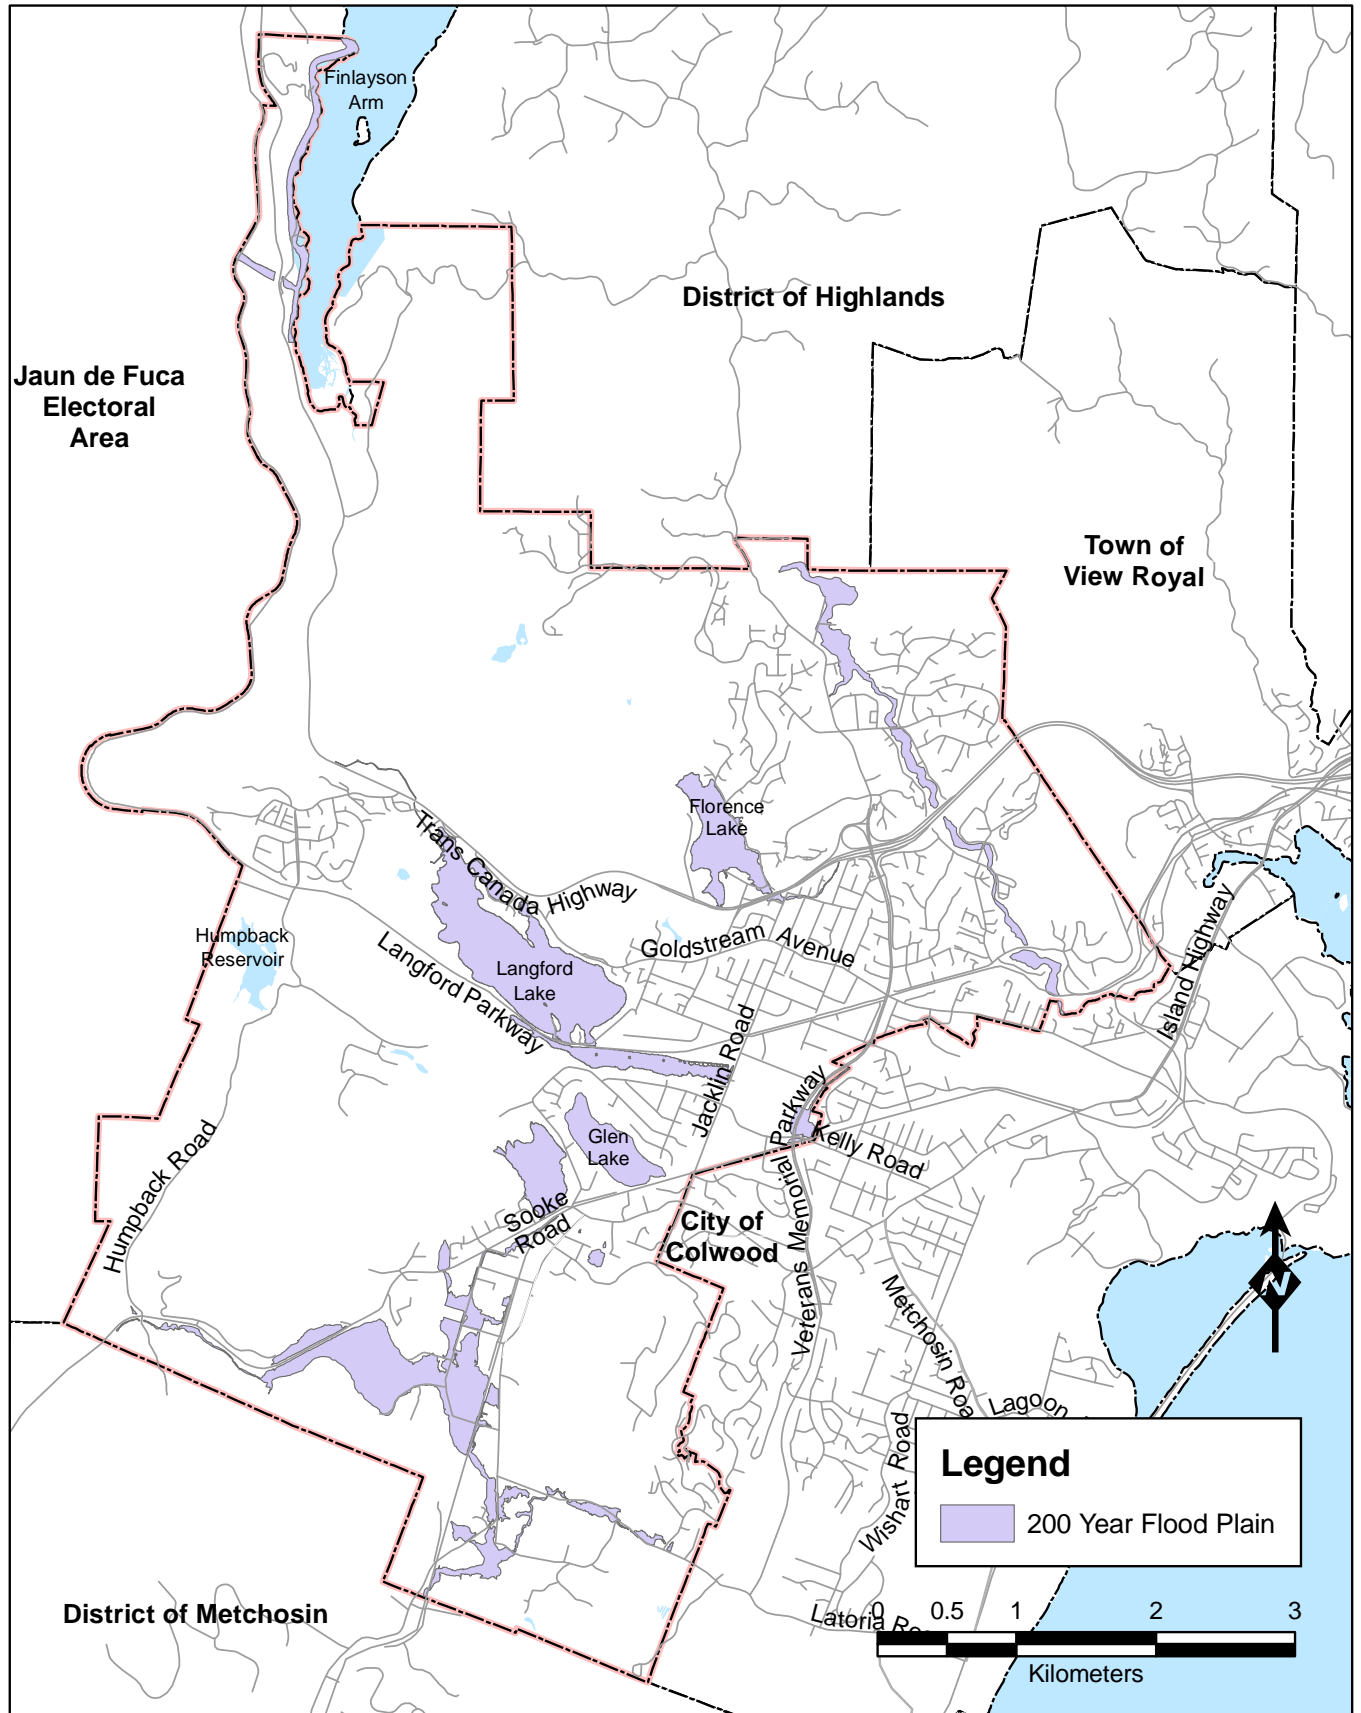 Finlayson
Arm
District of Highlands
Jaun de Fuca
Electoral
Area
Town of
View Royal
Florence
Lake
Trans Canada Highway
Humpback
Reservoir
Goldstream Avenue
Langford Parkway
Langford
Lake
Island Highway
Jacklin Road
Veterans Memorial Parkway
Kelly Road
Glen
Lake
Humpback Road
Sooke
Road
City of
Colwood
Metchosin Roa
Lagoon
Wishart Road
Legend
200 Year Flood Plain
N
District of Metchosin
Latoria Ro
0 0.5 1 2 3
Kilometers